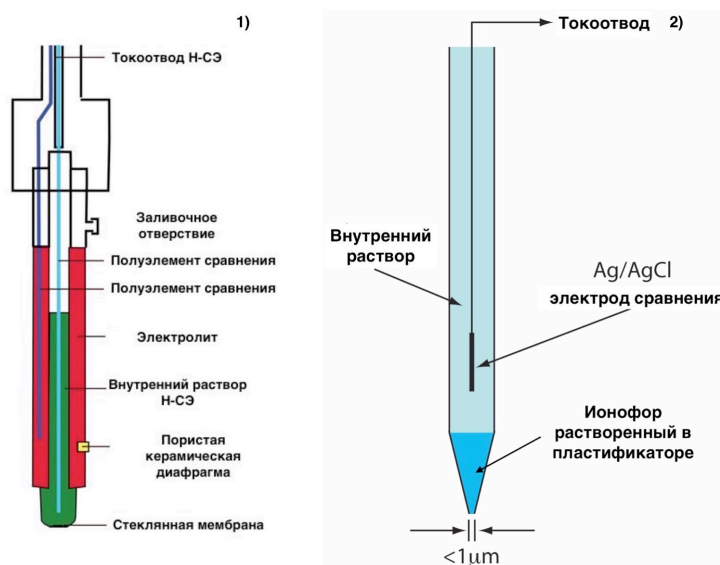 1)
Токоотвод Н-СЭ
Заливочное
отверствие
Полуэлемент сравнения
Полуэлемент сравнения
Электролит
Внутренний раствор
Н-СЭ
Пористая
керамическая
диафрагма
Стеклянная мембрана
Токоотвод 2)
Внутренний
раствор
Ag/AgCl
электрод сравнения
Ионофор
растворенный в
пластификаторе
<1μm